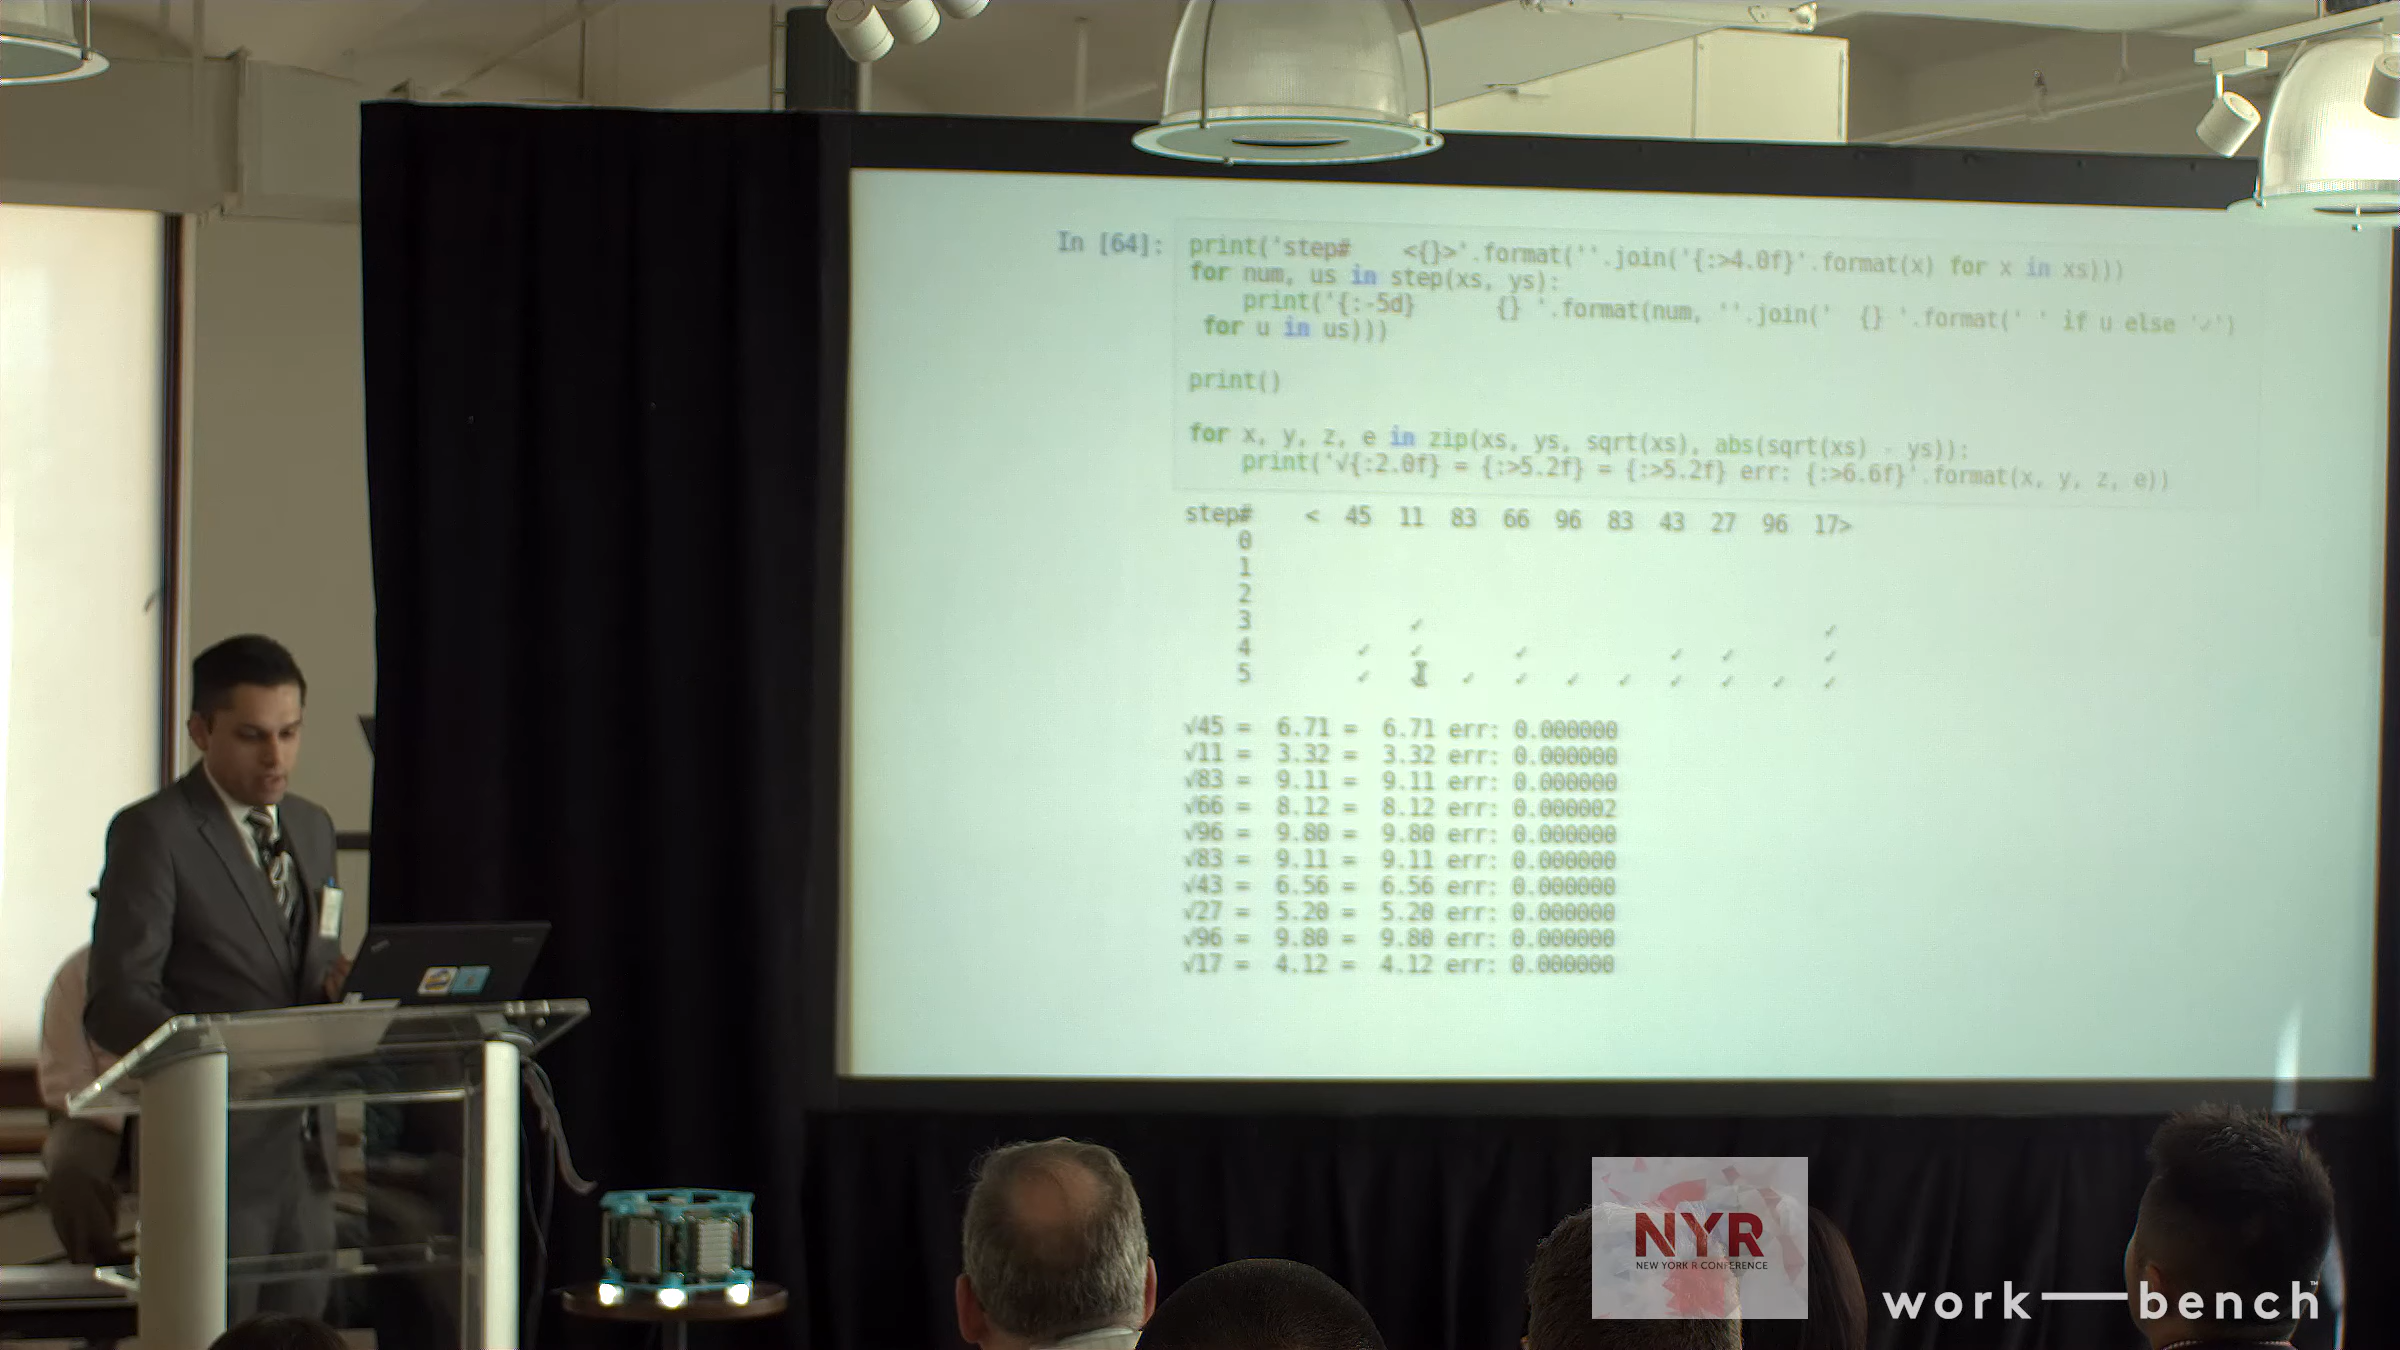 In [64]: print('step#    <{}>'.format(''.join('{:>4.0f}'.format(x) for x in xs)))
for num, us in step(xs, ys):
    print('{:-5d}      {} '.format(num, ''.join('  {} '.format(' ' if u else '✓')
 for u in us)))
print()
for x, y, z, e in zip(xs, ys, sqrt(xs), abs(sqrt(xs) - ys)):
    print('√{:2.0f} = {:>5.2f} = {:>5.2f} err: {:>6.6f}'.format(x, y, z, e))
step#    <  45  11  83  66  96  83  43  27  96  17>
0
1
2
3 ✓ ✓
4 ✓ ✓ ✓ ✓ ✓ ✓
5 ✓ ✓ ✓ ✓ ✓ ✓ ✓ ✓ ✓
√45 =  6.71 =  6.71 err: 0.000000
√11 =  3.32 =  3.32 err: 0.000000
√83 =  9.11 =  9.11 err: 0.000000
√66 =  8.12 =  8.12 err: 0.000002
√96 =  9.80 =  9.80 err: 0.000000
√83 =  9.11 =  9.11 err: 0.000000
√43 =  6.56 =  6.56 err: 0.000000
√27 =  5.20 =  5.20 err: 0.000000
√96 =  9.80 =  9.80 err: 0.000000
√17 =  4.12 =  4.12 err: 0.000000
NYR
NEW YORK R CONFERENCE
work—bench™